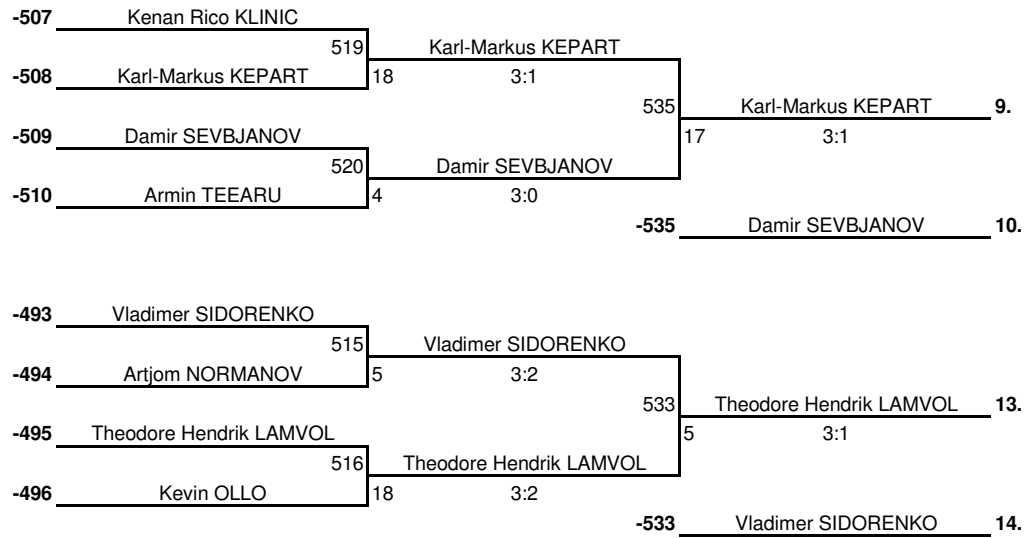 -507 Kenan Rico KLINIC
519 Karl-Markus KEPART
-508 Karl-Markus KEPART 18 3:1
535 Karl-Markus KEPART 9.
-509 Damir SEVBJANOV 17 3:1
520 Damir SEVBJANOV
-510 Armin TEEARU 4 3:0
-535 Damir SEVBJANOV 10.
-493 Vladimer SIDORENKO
515 Vladimer SIDORENKO
-494 Artjom NORMANOV 5 3:2
533 Theodore Hendrik LAMVOL 13.
-495 Theodore Hendrik LAMVOL 5 3:1
516 Theodore Hendrik LAMVOL
-496 Kevin OLLO 18 3:2
-533 Vladimer SIDORENKO 14.